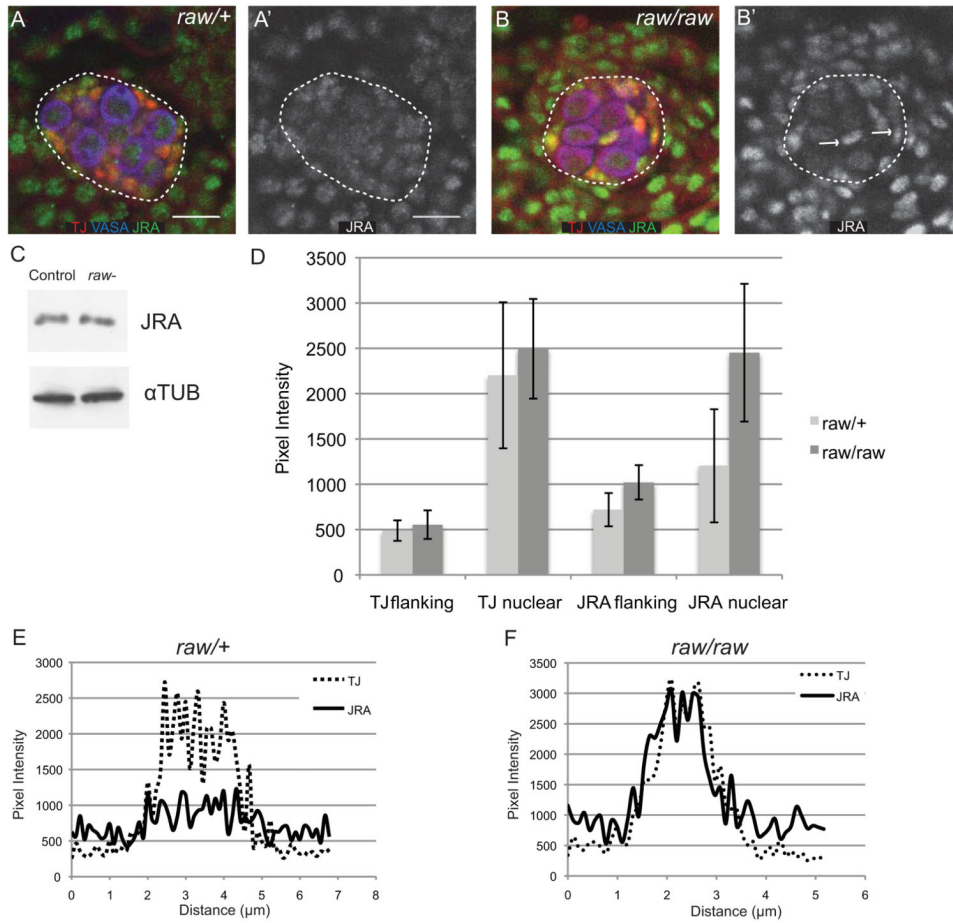 A
raw/+
TJ VASA JRA
A'
JRA
B
raw/raw
TJ VASA JRA
B'
JRA
C
Control raw-
JRA
αTUB
D
3500
3000
2500
2000
1500
1000
500
0
Pixel Intensity
TJ flanking
TJ nuclear
JRA flanking
JRA nuclear
raw/+
raw/raw
E
raw/+
3000
2500
2000
1500
1000
500
0
Pixel Intensity
TJ
JRA
0 1 2 3 4 5 6 7 8
Distance (µm)
F
raw/raw
3500
3000
2500
2000
1500
1000
500
0
Pixel Intensity
TJ
JRA
0 1 2 3 4 5 6
Distance (µm)